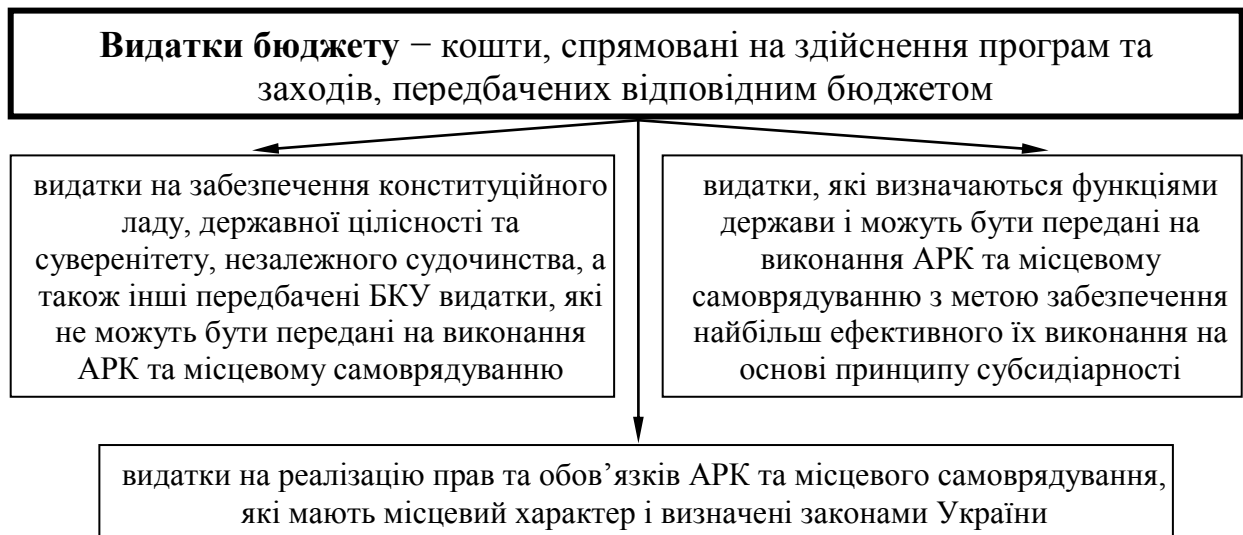 Видатки бюджету − кошти, спрямовані на здійснення програм та
заходів, передбачених відповідним бюджетом
видатки на забезпечення конституційного
ладу, державної цілісності та
суверенітету, незалежного судочинства, а
також інші передбачені БКУ видатки, які
не можуть бути передані на виконання
АРК та місцевому самоврядуванню
видатки, які визначаються функціями
держави і можуть бути передані на
виконання АРК та місцевому
самоврядуванню з метою забезпечення
найбільш ефективного їх виконання на
основі принципу субсидіарності
видатки на реалізацію прав та обов’язків АРК та місцевого самоврядування,
які мають місцевий характер і визначені законами України